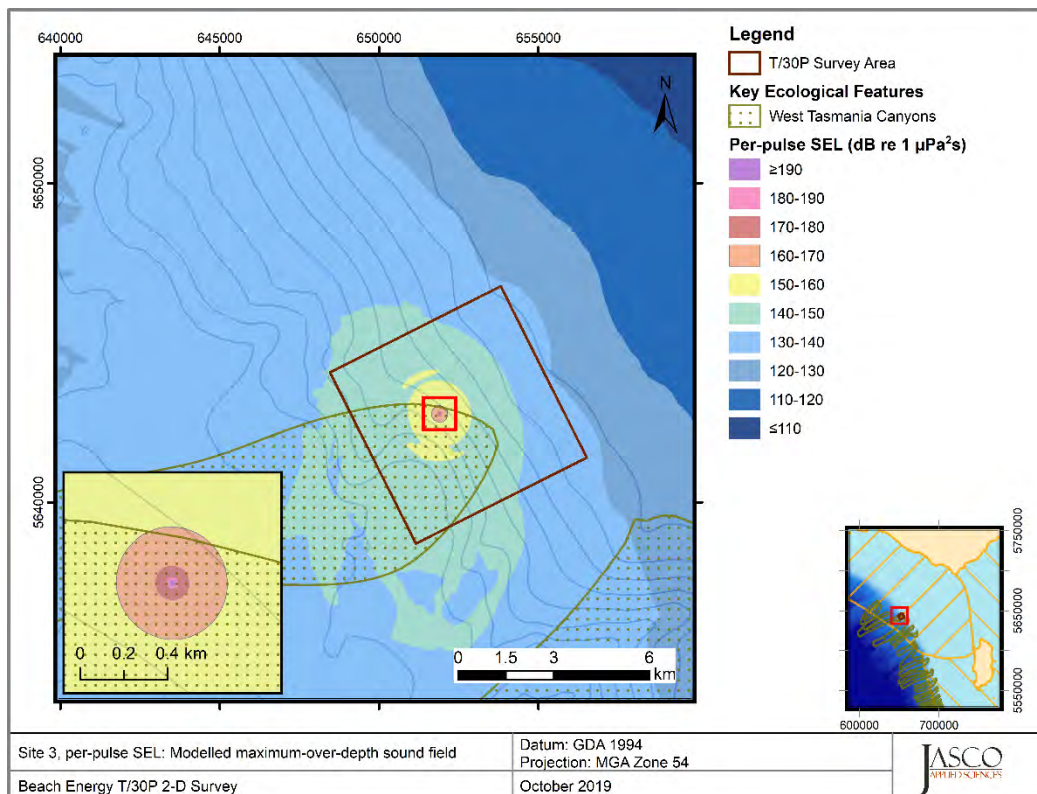 640000 645000 650000 655000
5650000
5640000
N
0 0.2 0.4 km
0 1.5 3 6
km
Legend
T/30P Survey Area
Key Ecological Features
West Tasmania Canyons
Per-pulse SEL (dB re 1 µPa²s)
≥190
180-190
170-180
160-170
150-160
140-150
130-140
120-130
110-120
≤110
5750000
5650000
5550000
600000 700000
Site 3, per-pulse SEL: Modelled maximum-over-depth sound field
Beach Energy T/30P 2-D Survey
Datum: GDA 1994
Projection: MGA Zone 54
October 2019
JASCO
APPLIED SCIENCES